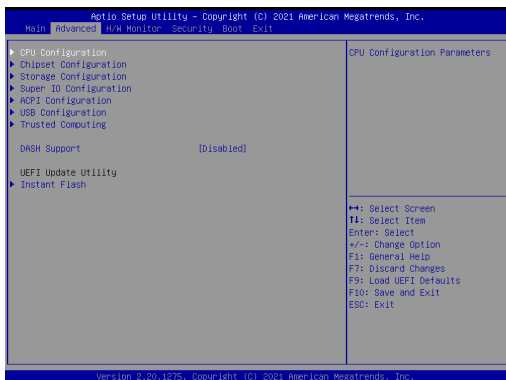 Aptio Setup Utility – Copyright (C) 2021 American Megatrends, Inc.
Main Advanced H/W Monitor Security Boot Exit
CPU Configuration
Chipset Configuration
Storage Configuration
Super IO Configuration
ACPI Configuration
USB Configuration
Trusted Computing
DASH Support [Disabled]
UEFI Update Utility
Instant Flash
CPU Configuration Parameters
↔: Select Screen
↑↓: Select Item
Enter: Select
+/-: Change Option
F1: General Help
F7: Discard Changes
F9: Load UEFI Defaults
F10: Save and Exit
ESC: Exit
Version 2.20.1275. Copyright (C) 2021 American Megatrends, Inc.